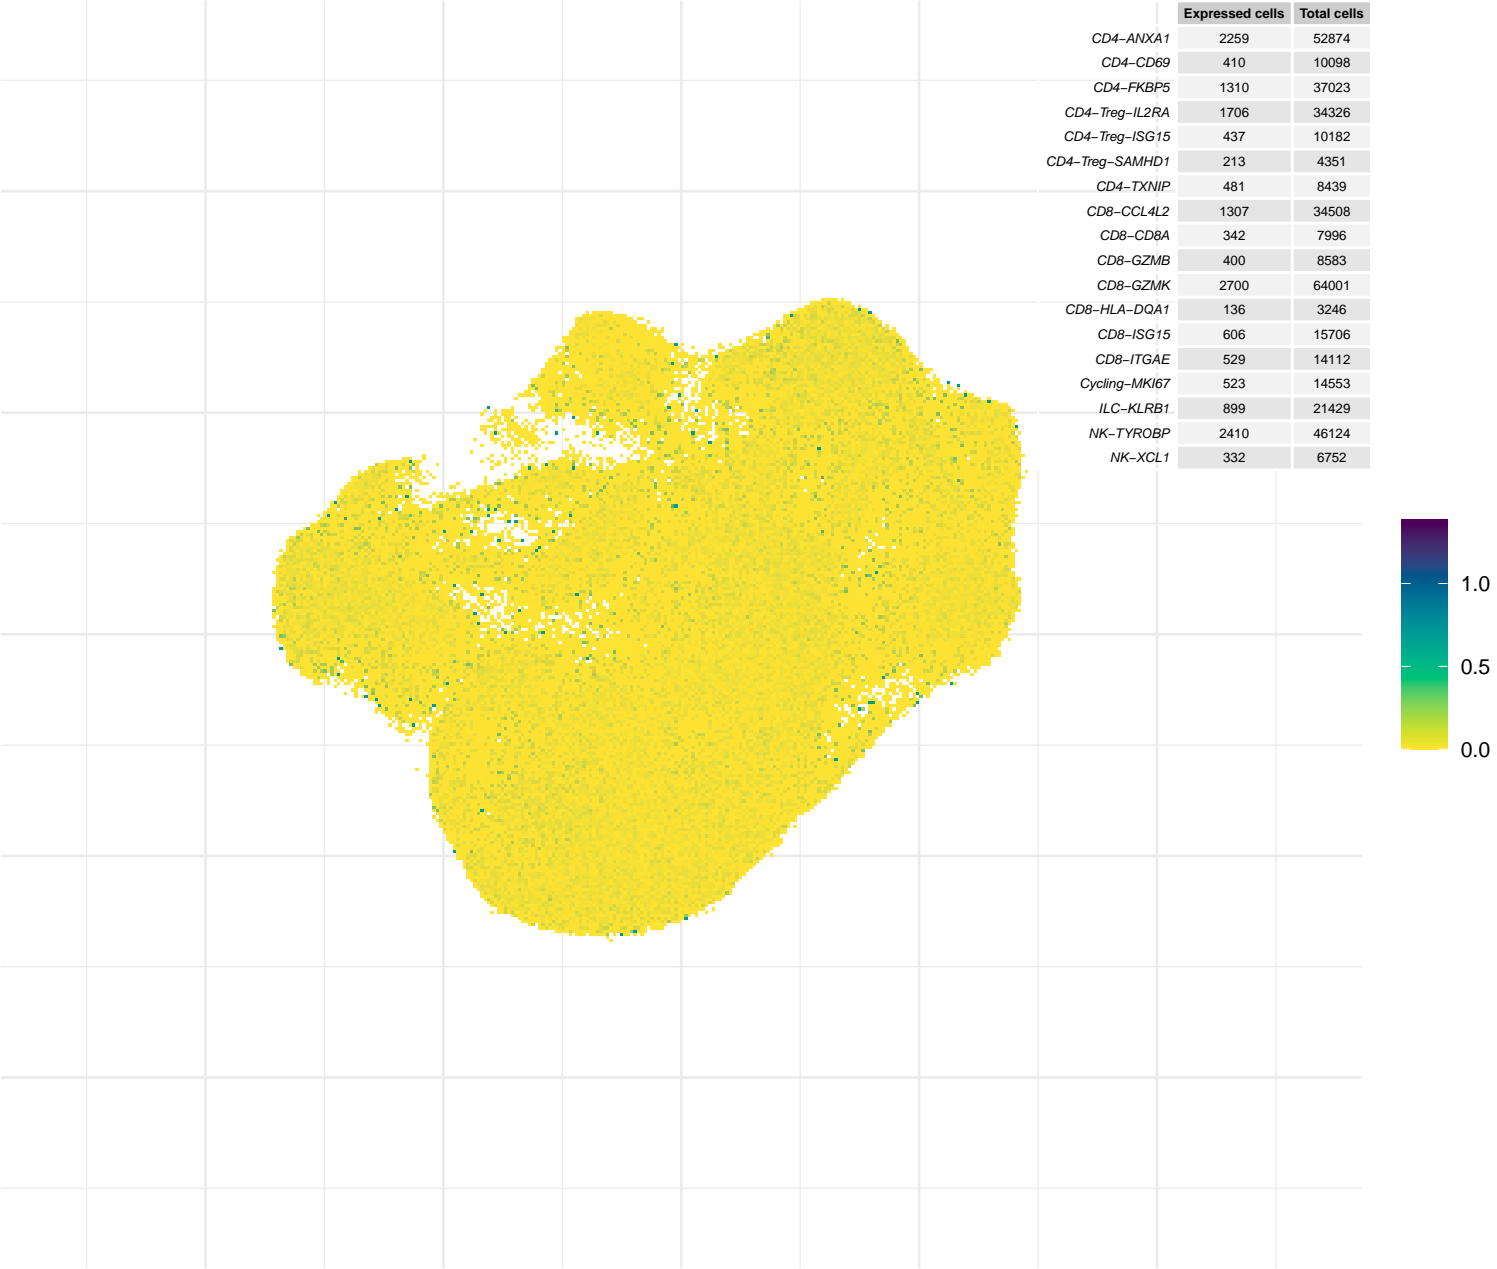 Expressed cells Total cells
CD4−ANXA1 2259 52874
CD4−CD69 410 10098
CD4−FKBP5 1310 37023
CD4−Treg−IL2RA 1706 34326
CD4−Treg−ISG15 437 10182
CD4−Treg−SAMHD1 213 4351
CD4−TXNIP 481 8439
CD8−CCL4L2 1307 34508
CD8−CD8A 342 7996
CD8−GZMB 400 8583
CD8−GZMK 2700 64001
CD8−HLA−DQA1 136 3246
CD8−ISG15 606 15706
CD8−ITGAE 529 14112
Cycling−MKI67 523 14553
ILC−KLRB1 899 21429
NK−TYROBP 2410 46124
NK−XCL1 332 6752
1.0
0.5
0.0